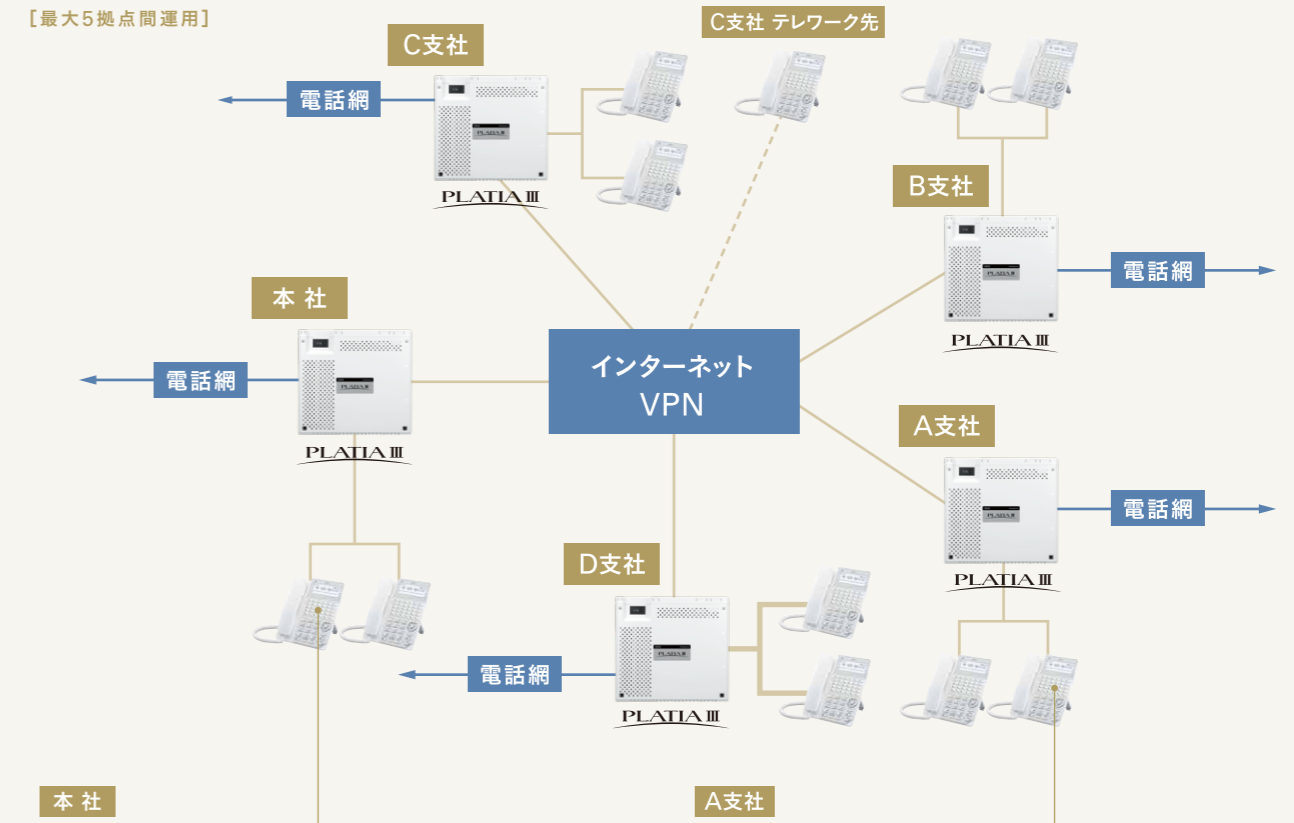 [最大5拠点間運用]
C支社
C支社 テレワーク先
電話網
PLATIA III
B支社
電話網
PLATIA III
本社
電話網
PLATIA III
インターネット
VPN
A支社
電話網
PLATIA III
D支社
電話網
PLATIA III
本社
A支社